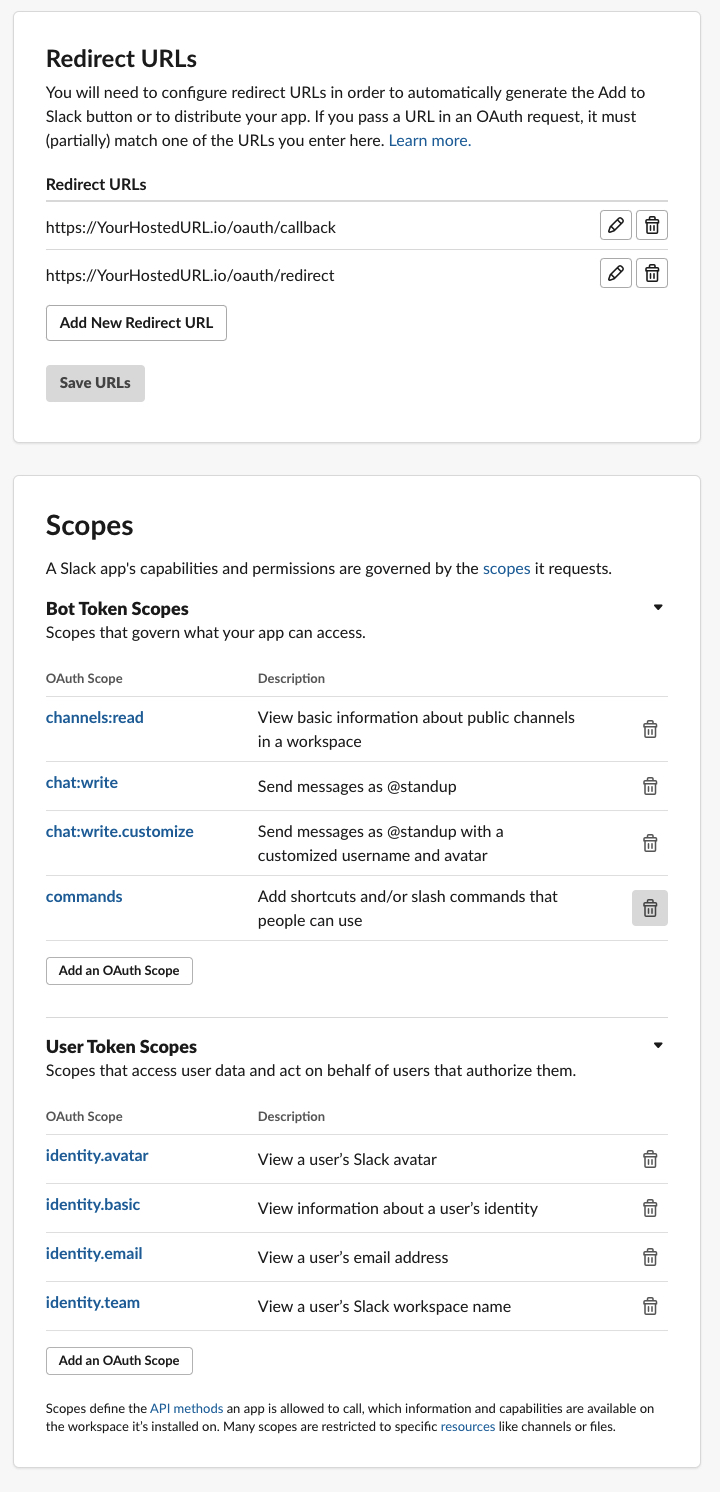 Redirect URLs
You will need to configure redirect URLs in order to automatically generate the Add to
Slack button or to distribute your app. If you pass a URL in an OAuth request, it must
(partially) match one of the URLs you enter here. Learn more.
Redirect URLs
https://YourHostedURL.io/oauth/callback
https://YourHostedURL.io/oauth/redirect
Add New Redirect URL
Save URLs
Scopes
A Slack app's capabilities and permissions are governed by the scopes it requests.
Bot Token Scopes
Scopes that govern what your app can access.
OAuth Scope Description
channels:read View basic information about public channels
in a workspace
chat:write Send messages as @standup
chat:write.customize Send messages as @standup with a
customized username and avatar
commands Add shortcuts and/or slash commands that
people can use
Add an OAuth Scope
User Token Scopes
Scopes that access user data and act on behalf of users that authorize them.
OAuth Scope Description
identity.avatar View a user’s Slack avatar
identity.basic View information about a user’s identity
identity.email View a user’s email address
identity.team View a user’s Slack workspace name
Add an OAuth Scope
Scopes define the API methods an app is allowed to call, which information and capabilities are available on
the workspace it’s installed on. Many scopes are restricted to specific resources like channels or files.